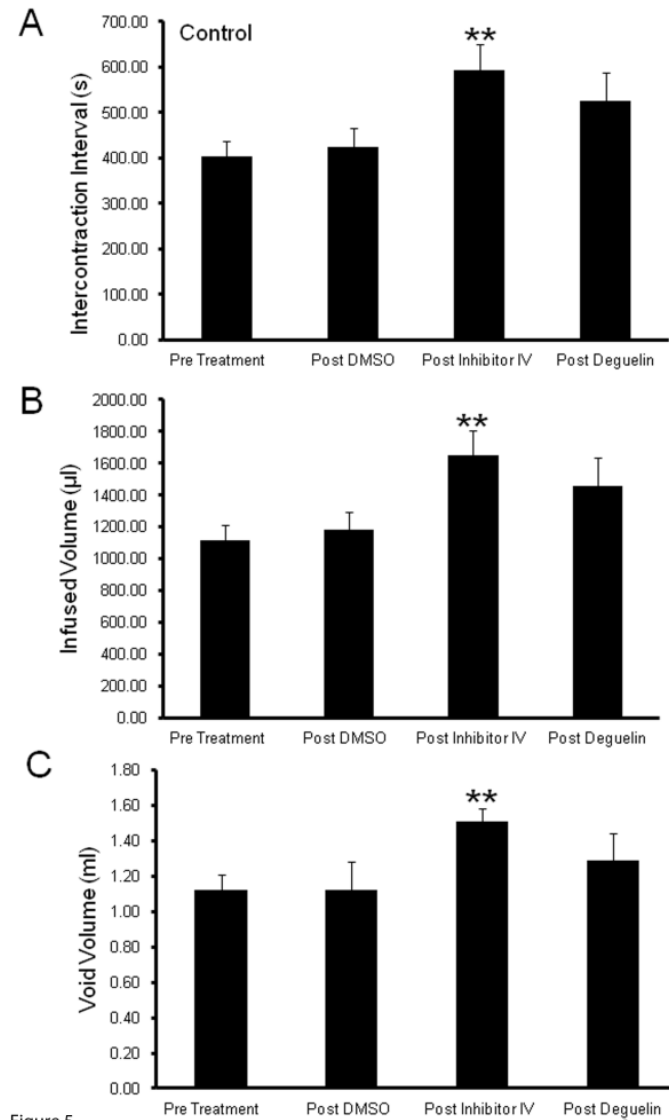 A
Control
Intercontraction Interval (s)
700.00
600.00
500.00
400.00
300.00
200.00
100.00
0.00
**
Pre Treatment
Post DMSO
Post Inhibitor IV
Post Deguelin
B
Infused Volume (µl)
2000.00
1800.00
1600.00
1400.00
1200.00
1000.00
800.00
600.00
400.00
200.00
0.00
**
Pre Treatment
Post DMSO
Post Inhibitor IV
Post Deguelin
C
Void Volume (ml)
1.80
1.60
1.40
1.20
1.00
0.80
0.60
0.40
0.20
0.00
**
Pre Treatment
Post DMSO
Post Inhibitor IV
Post Deguelin
Figure 5